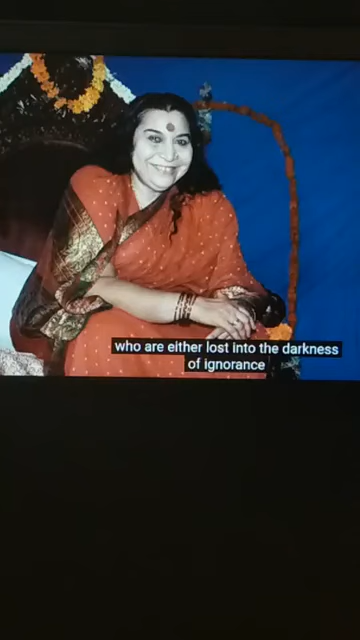 who are either lost into the darkness
of ignorance